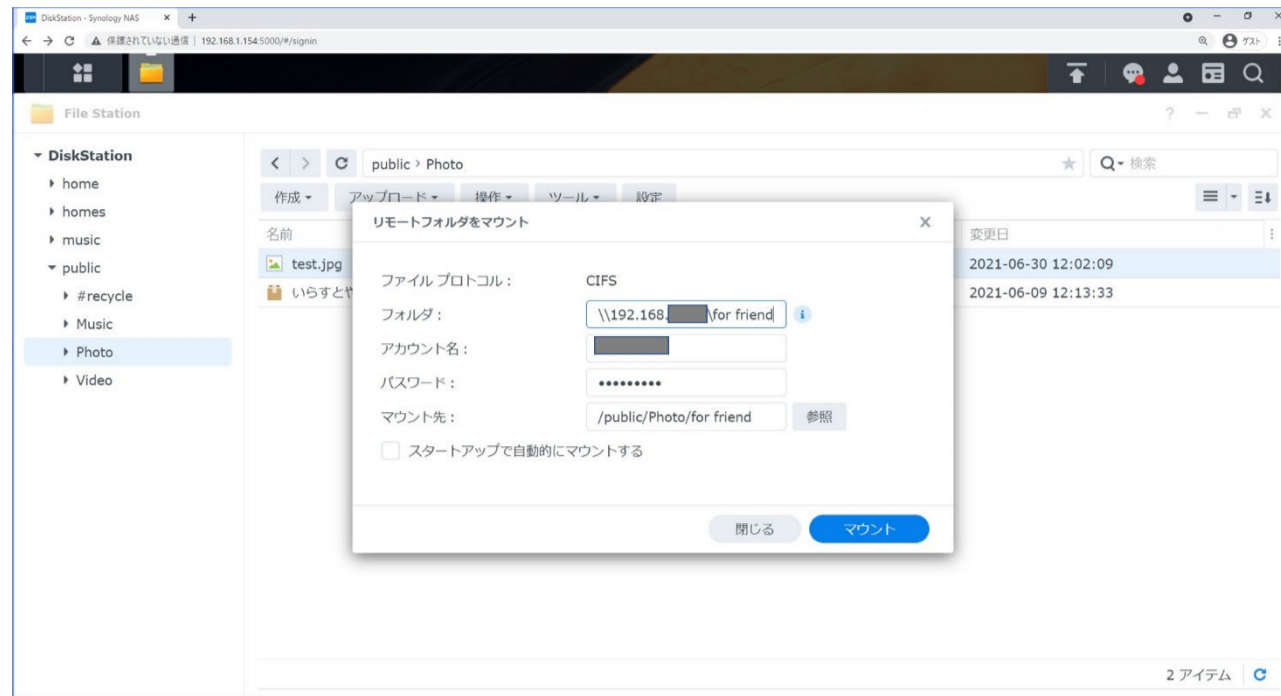 DiskStation - Synology NAS
保護されていない通信 | 192.168.1.154:5000/#/signin
ゲスト
File Station
DiskStation
home
homes
music
public
#recycle
Music
Photo
Video
public › Photo
検索
作成 アップロード 操作 ツール 設定
名前 変更日
test.jpg 2021-06-30 12:02:09
いらすとや 2021-06-09 12:13:33
リモートフォルダをマウント
ファイル プロトコル： CIFS
フォルダ： \\192.168. \for friend
アカウント名：
パスワード： •••••••••
マウント先： /public/Photo/for friend 参照
スタートアップで自動的にマウントする
閉じる マウント
2 アイテム